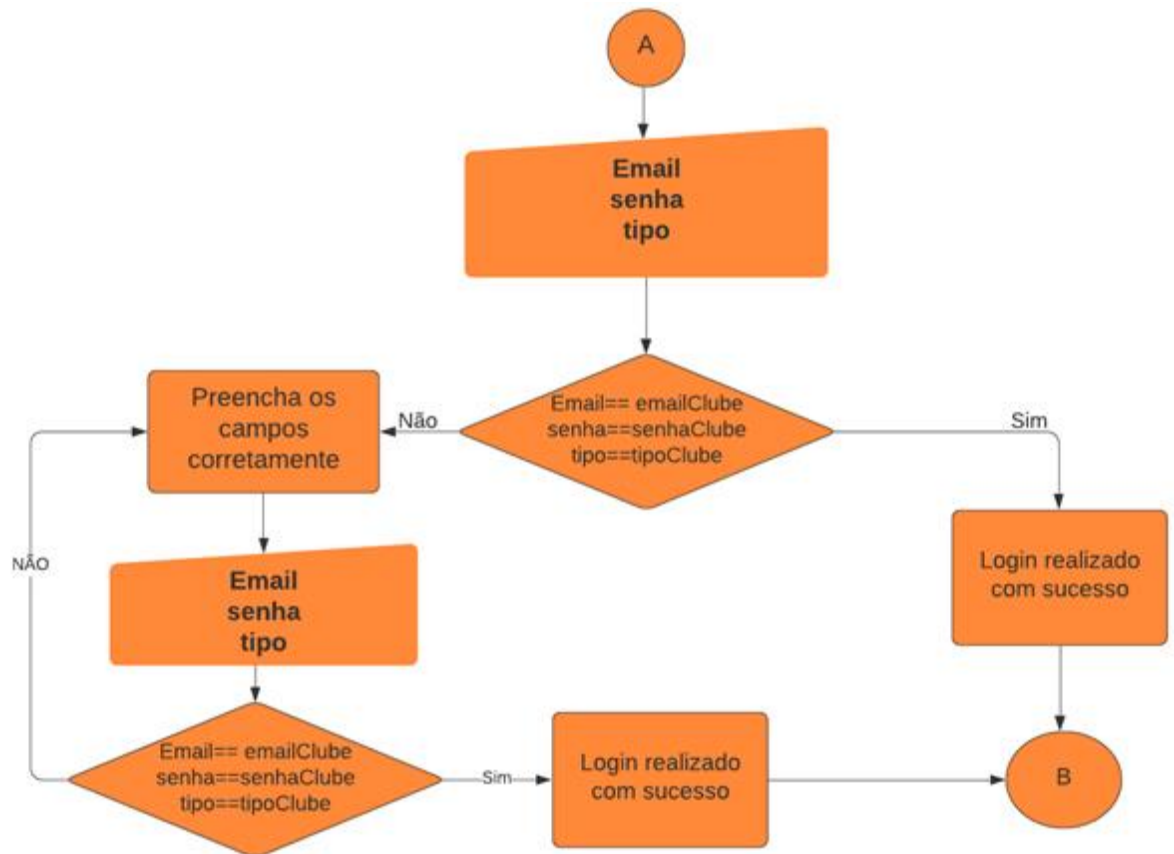 A
Email
senha
tipo
Email== emailClube
senha==senhaClube
tipo==tipoClube
Não
Sim
Preencha os
campos
corretamente
Login realizado
com sucesso
NÃO
Email
senha
tipo
Email== emailClube
senha==senhaClube
tipo==tipoClube
Sim
Login realizado
com sucesso
B